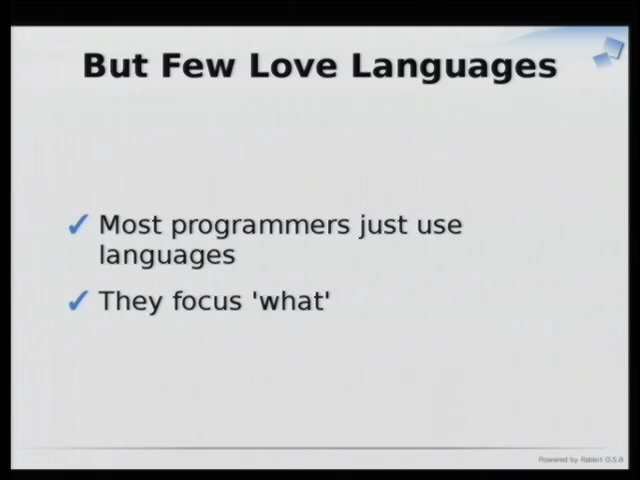 But Few Love Languages
Most programmers just use
languages
They focus 'what'
Powered by Rabbit 0.5.8